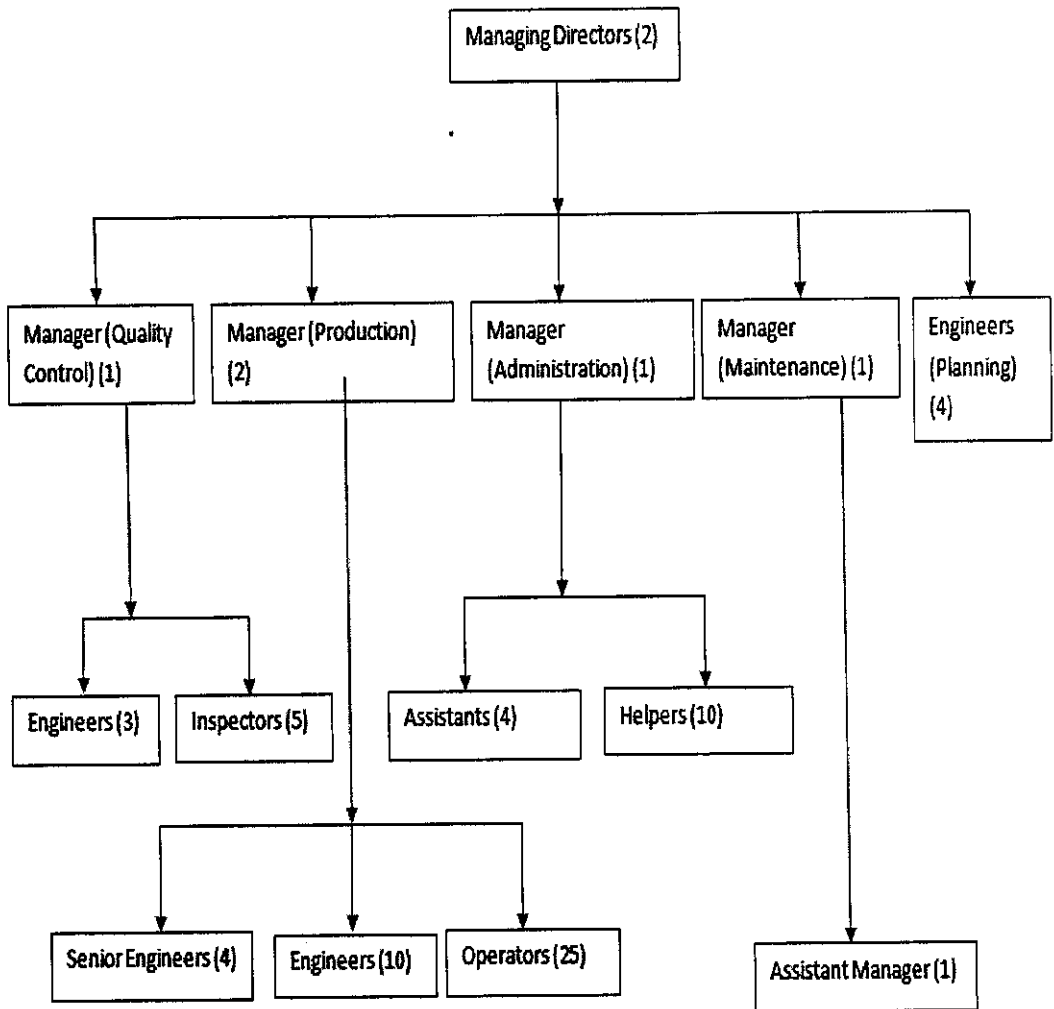 Managing Directors (2)
Manager (Quality
Control) (1)
Manager (Production)
(2)
Manager
(Administration) (1)
Manager
(Maintenance) (1)
Engineers
(Planning)
(4)
Engineers (3)
Inspectors (5)
Assistants (4)
Helpers (10)
Senior Engineers (4)
Engineers (10)
Operators (25)
Assistant Manager (1)